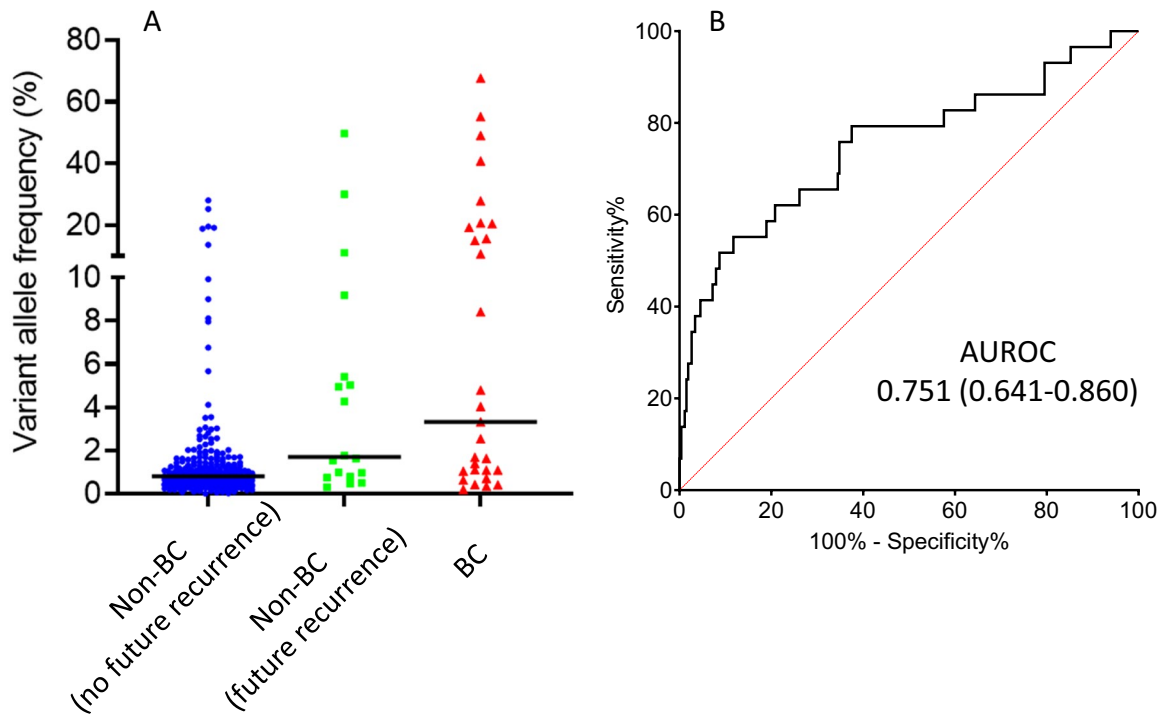 A
Variant allele frequency (%)
80
60
40
20
10
8
6
4
2
0
Non-BC
(no future recurrence)
Non-BC
(future recurrence)
BC
B
Sensitivity%
100
80
60
40
20
0
AUROC
0.751 (0.641-0.860)
0 20 40 60 80 100
100% - Specificity%